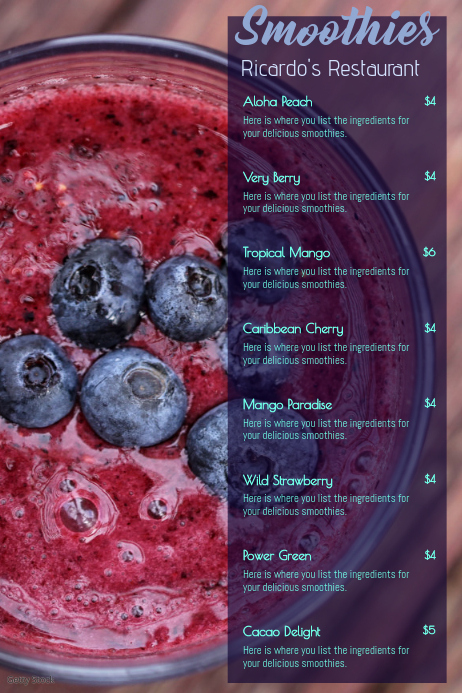 Smoothies
Ricardo's Restaurant
Aloha Peach $4
Here is where you list the ingredients for
your delicious smoothies.
Very Berry $4
Here is where you list the ingredients for
your delicious smoothies.
Tropical Mango $6
Here is where you list the ingredients for
your delicious smoothies.
Caribbean Cherry $4
Here is where you list the ingredients for
your delicious smoothies.
Mango Paradise $4
Here is where you list the ingredients for
your delicious smoothies.
Wild Strawberry $4
Here is where you list the ingredients for
your delicious smoothies.
Power Green $4
Here is where you list the ingredients for
your delicious smoothies.
Cacao Delight $5
Here is where you list the ingredients for
your delicious smoothies.
Getty Stock